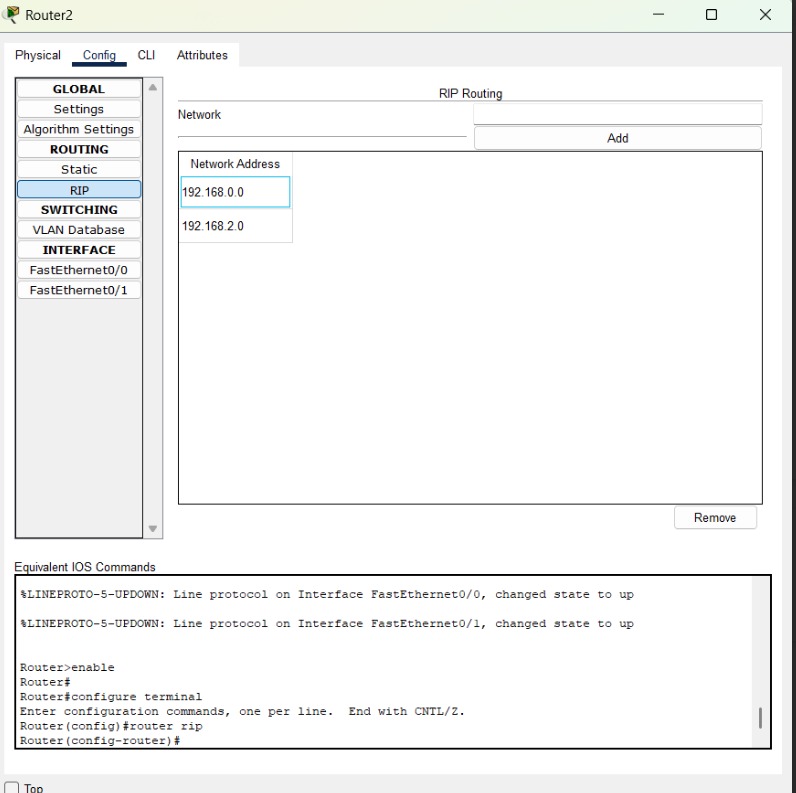 Router2
Physical Config CLI Attributes
GLOBAL
Settings
Algorithm Settings
ROUTING
Static
RIP
SWITCHING
VLAN Database
INTERFACE
FastEthernet0/0
FastEthernet0/1
RIP Routing
Network
Add
Network Address
192.168.0.0
192.168.2.0
Remove
Equivalent IOS Commands
%LINEPROTO-5-UPDOWN: Line protocol on Interface FastEthernet0/0, changed state to up
%LINEPROTO-5-UPDOWN: Line protocol on Interface FastEthernet0/1, changed state to up
Router>enable
Router#
Router#configure terminal
Enter configuration commands, one per line.  End with CNTL/Z.
Router(config)#router rip
Router(config-router)#
Top